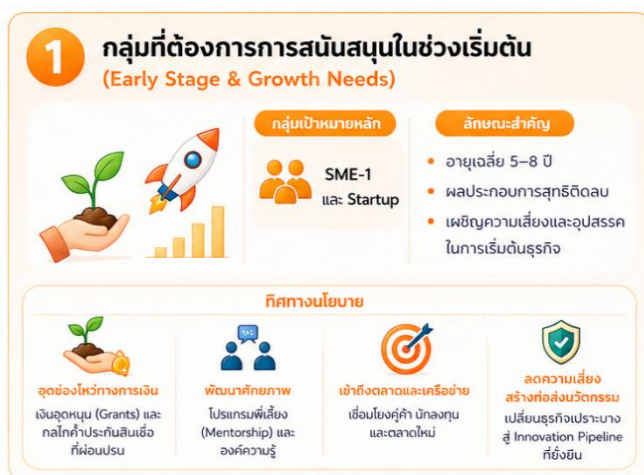 1
กลุ่มที่ต้องการการสนันสนุนในช่วงเริ่มต้น
(Early Stage & Growth Needs)
กลุ่มเป้าหมายหลัก
SME-1
และ Startup
ลักษณะสำคัญ
• อายุเฉลี่ย 5–8 ปี
• ผลประกอบการสุทธิติดลบ
• เผชิญความเสี่ยงและอุปสรรค
ในการเริ่มต้นธุรกิจ
ทิศทางนโยบาย
อุดช่องโหว่ทางการเงิน
เงินอุดหนุน (Grants) และ
กลไกค้ำประกันสินเชื่อ
ที่ผ่อนปรน
พัฒนาศักยภาพ
โปรแกรมพี่เลี้ยง
(Mentorship) และ
องค์ความรู้
เข้าถึงตลาดและเครือข่าย
เชื่อมโยงคู่ค้า นักลงทุน
และตลาดใหม่
ลดความเสี่ยง
สร้างท่อส่งนวัตกรรม
เปลี่ยนธุรกิจเปราะบาง
สู่ Innovation Pipeline
ที่ยั่งยืน